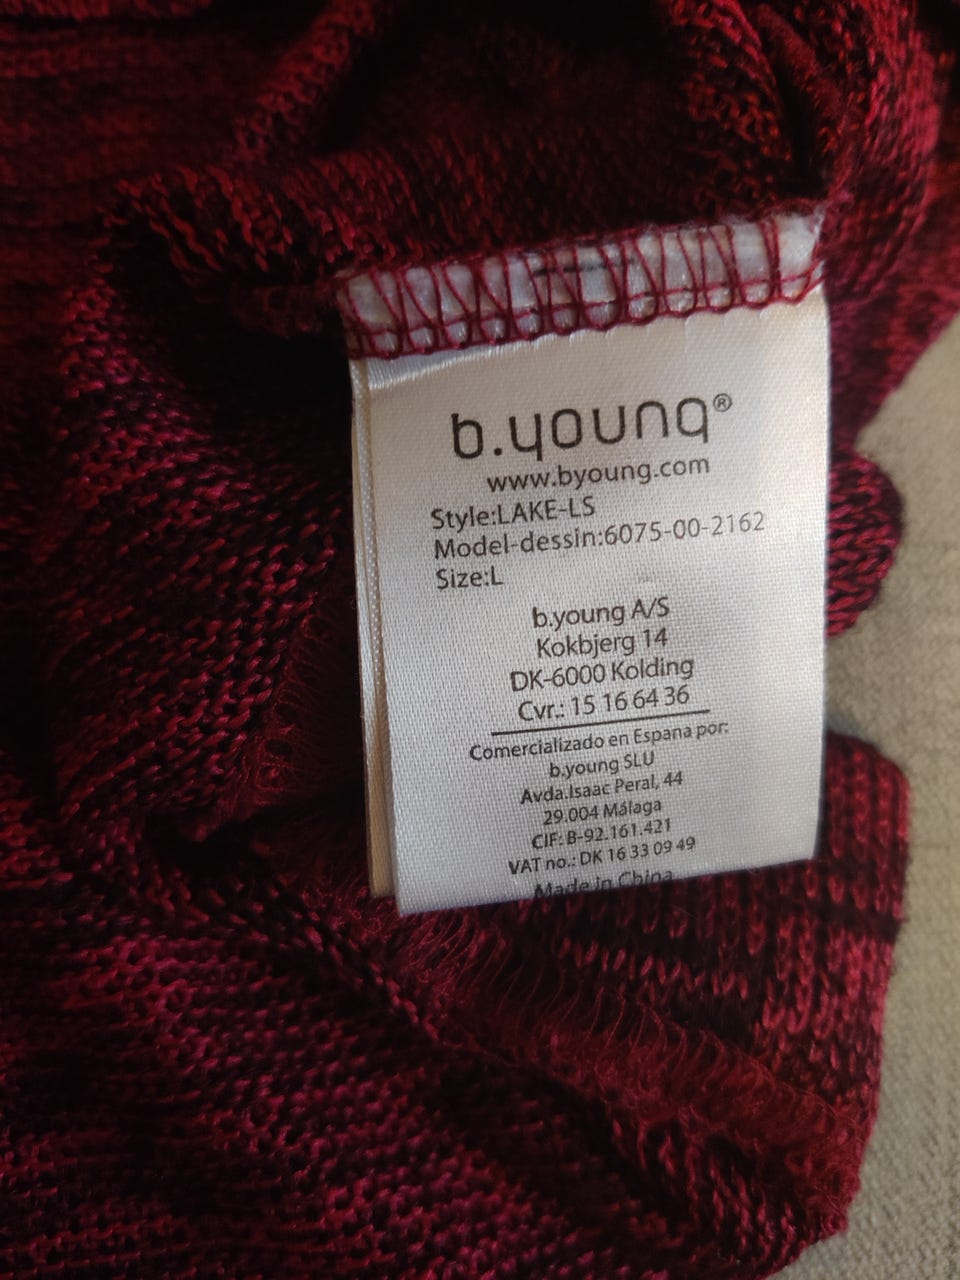 b.young®
www.byoung.com
Style:LAKE-LS
Model-dessin:6075-00-2162
Size:L
b.young A/S
Kokbjerg 14
DK-6000 Kolding
Cvr.: 15 16 64 36
Comercializado en Espana por:
b.young SLU
Avda.Isaac Peral, 44
29.004 Málaga
CIF: B-92.161.421
VAT no.: DK 16 33 09 49
Made in China